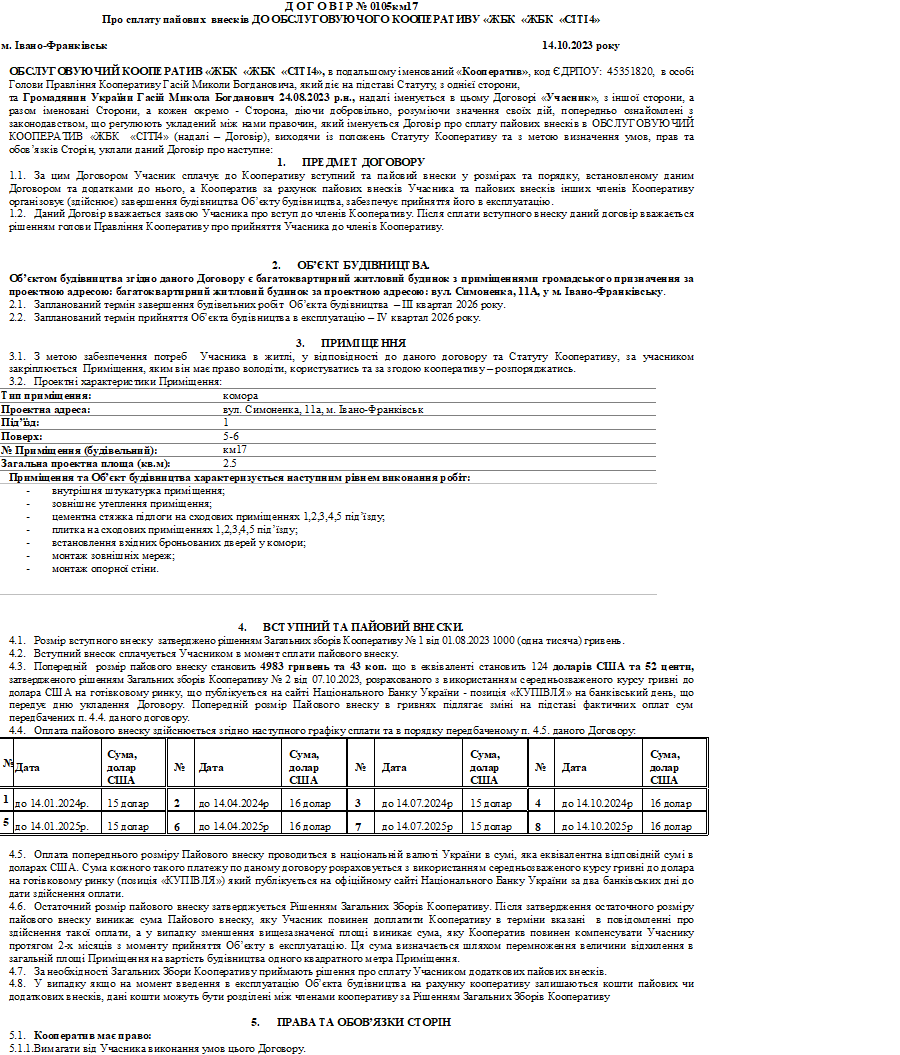 Д О Г О В І Р № 0105км17
Про сплату пайових внесків ДО ОБСЛУГОВУЮЧОГО КООПЕРАТИВУ «ЖБК «ЖБК «СІТІ4»
м. Івано-Франківськ 14.10.2023 року
ОБСЛУГОВУЮЧИЙ КООПЕРАТИВ «ЖБК «ЖБК «СІТІ4», в подальшому іменований «Кооператив», код ЄДРПОУ: 45351820, в особі
Голови Правління Кооперативу Гасій Миколи Богдановича, який діє на підставі Статуту, з однієї сторони,
та Громадянин України Гасій Микола Богданович 24.08.2023 р.н., надалі іменується в цьому Договорі «Учасник», з іншої сторони, а
разом іменовані Сторони, а кожен окремо - Сторона, діючи добровільно, розуміючи значення своїх дій, попередньо ознайомлені з
законодавством, що регулюють укладений між нами правочин, який іменується Договір про сплату пайових внесків в ОБСЛУГОВУЮЧИЙ
КООПЕРАТИВ «ЖБК «СІТІ4» (надалі – Договір), виходячи із положень Статуту Кооперативу та з метою визначення умов, прав та
обов’язків Сторін, уклали даний Договір про наступне:
1. ПРЕДМЕТ ДОГОВОРУ
1.1. За цим Договором Учасник сплачує до Кооперативу вступний та пайовий внески у розмірах та порядку, встановленому даним
Договором та додатками до нього, а Кооператив за рахунок пайових внесків Учасника та пайових внесків інших членів Кооперативу
організовує (здійснює) завершення будівництва Об’єкту будівництва, забезпечує прийняття його в експлуатацію.
1.2. Даний Договір вважається заявою Учасника про вступ до членів Кооперативу. Після сплати вступного внеску даний договір вважається
рішенням голови Правління Кооперативу про прийняття Учасника до членів Кооперативу.
2. ОБ’ЄКТ БУДІВНИЦТВА.
Об’єктом будівництва згідно даного Договору є багатоквартирний житловий будинок з приміщеннями громадського призначення за
проектною адресою: багатоквартирний житловий будинок за проектною адресою: вул. Симоненка, 11А, у м. Івано-Франківську.
2.1. Запланований термін завершення будівельних робіт Об’єкта будівництва – III квартал 2026 року.
2.2. Запланований термін прийняття Об’єкта будівництва в експлуатацію – IV квартал 2026 року.
3. ПРИМІЩЕННЯ
3.1. З метою забезпечення потреб Учасника в житлі, у відповідності до даного договору та Статуту Кооперативу, за учасником
закріплюється Приміщення, яким він має право володіти, користуватись та за згодою кооперативу – розпоряджатись.
3.2. Проектні характеристики Приміщення:
Тип приміщення: комора
Проектна адреса: вул. Симоненка, 11а, м. Івано-Франківськ
Під’їзд: 1
Поверх: 5-6
№ Приміщення (будівельний): км17
Загальна проектна площа (кв.м): 2.5
Приміщення та Об’єкт будівництва характеризується наступним рівнем виконання робіт:
- внутрішня штукатурка приміщення;
- зовнішнє утеплення приміщення;
- цементна стяжка підлоги на сходових приміщеннях 1,2,3,4,5 під’їзду;
- плитка на сходових приміщеннях 1,2,3,4,5 під’їзду;
- встановлення вхідних броньованих дверей у комори;
- монтаж зовнішніх мереж;
- монтаж опорної стіни.
4. ВСТУПНИЙ ТА ПАЙОВИЙ ВНЕСКИ.
4.1. Розмір вступного внеску затверджено рішенням Загальних зборів Кооперативу № 1 від 01.08.2023 1000 (одна тисяча) гривень.
4.2. Вступний внесок сплачується Учасником в момент сплати пайового внеску.
4.3. Попередній розмір пайового внеску становить 4983 гривень та 43 коп. що в еквіваленті становить 124 доларів США та 52 центи,
затвердженого рішенням Загальних зборів Кооперативу № 2 від 07.10.2023, розрахованого з використанням середньозваженого курсу гривні до
долара США на готівковому ринку, що публікується на сайті Національного Банку України - позиція «КУПІВЛЯ» на банківський день, що
передує дню укладення Договору. Попередній розмір Пайового внеску в гривнях підлягає зміні на підставі фактичних оплат сум
передбачених п. 4.4. даного договору.
4.4. Оплата пайового внеску здійснюється згідно наступного графіку сплати та в порядку передбаченому п. 4.5. даного Договору:
№ Дата Сума, долар США № Дата Сума, долар США № Дата Сума, долар США № Дата Сума, долар США
1 до 14.01.2024р. 15 долар 2 до 14.04.2024р 16 долар 3 до 14.07.2024р 15 долар 4 до 14.10.2024р 16 долар
5 до 14.01.2025р. 15 долар 6 до 14.04.2025р 16 долар 7 до 14.07.2025р 15 долар 8 до 14.10.2025р 16 долар
4.5. Оплата попереднього розміру Пайового внеску проводиться в національній валюті України в сумі, яка еквівалентна відповідній сумі в
доларах США. Сума кожного такого платежу по даному договору розраховується з використанням середньозваженого курсу гривні до долара
на готівковому ринку (позиція «КУПІВЛЯ») який публікується на офіційному сайті Національного Банку України за два банківських дні до
дати здійснення оплати.
4.6. Остаточний розмір пайового внеску затверджується Рішенням Загальних Зборів Кооперативу. Після затвердження остаточного розміру
пайового внеску виникає сума Пайового внеску, яку Учасник повинен доплатити Кооперативу в терміни вказані в повідомленні про
здійснення такої оплати, а у випадку зменшення вищезазначеної площі виникає сума, яку Кооператив повинен компенсувати Учаснику
протягом 2-х місяців з моменту прийняття Об’єкту в експлуатацію. Ця сума визначається шляхом перемноження величини відхилення в
загальній площі Приміщення на вартість будівництва одного квадратного метра Приміщення.
4.7. За необхідності Загальних Збори Кооперативу приймають рішення про сплату Учасником додаткових пайових внесків.
4.8. У випадку якщо на момент введення в експлуатацію Об’єкта будівництва на рахунку кооперативу залишаються кошти пайових чи
додаткових внесків, дані кошти можуть бути розділені між членами кооперативу за Рішенням Загальних Зборів Кооперативу
5. ПРАВА ТА ОБОВ’ЯЗКИ СТОРІН
5.1. Кооператив має право:
5.1.1.Вимагати від Учасника виконання умов цього Договору.